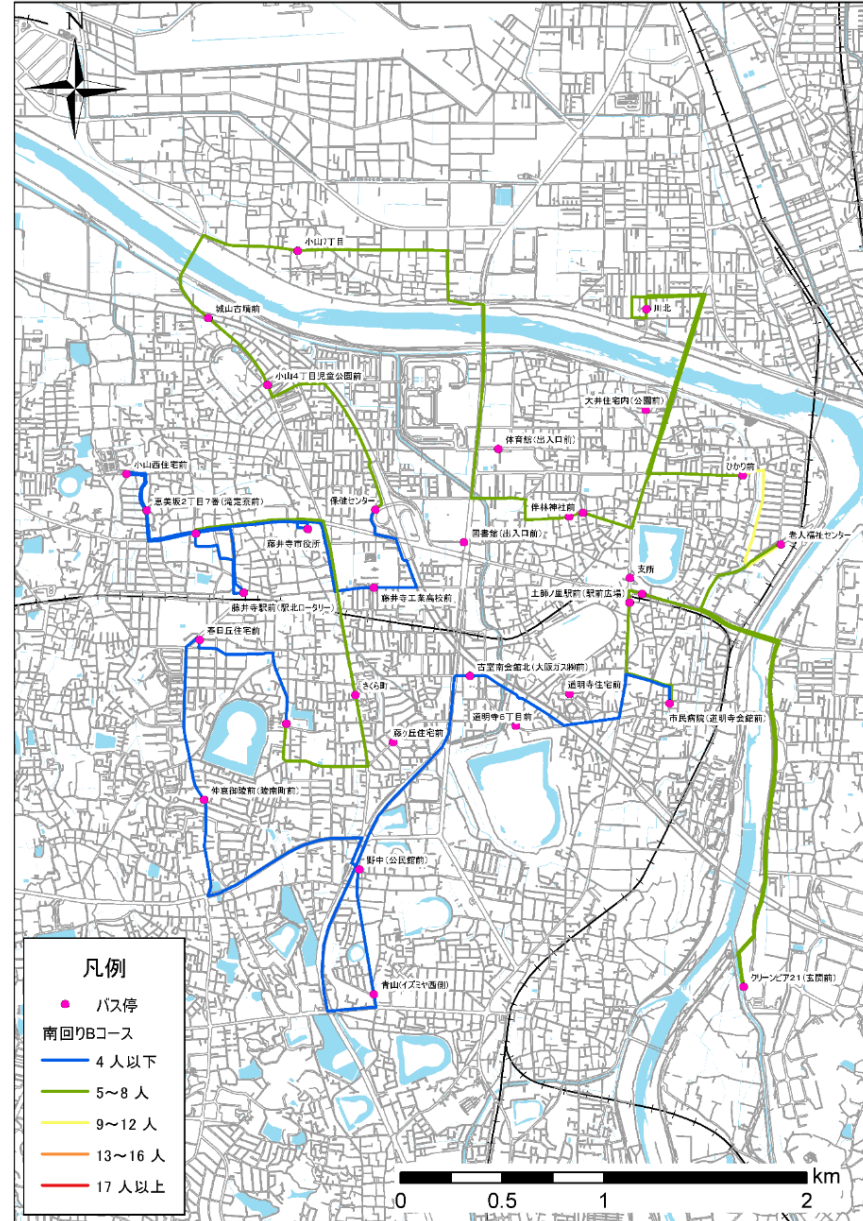 N
小山7丁目
城山古墳前
川北
小山4丁目児童公園前
大井住宅内(公園前)
体育館(出入口前)
小山西住宅前
ひかり前
恵美坂2丁目7番(滝淀京前)
保健センター
伴林神社前
藤井寺市役所
図書館(出入口前)
老人福祉センター
支所
藤井寺駅前(駅北ロータリー)
藤井寺工業高校前
土師ノ里駅前(駅前広場)
春日丘住宅前
古室南会館北(大阪ガス㈱前)
さくら町
道明寺住宅前
市民病院(道明寺会館前)
道明寺6丁目前
藤ヶ丘住宅前
仲哀御陵前(陵南町前)
野中(公民館前)
青山(イズミヤ西側)
クリーンピア21(玄関前)
凡例
バス停
南回りBコース
4 人以下
5～8 人
9～12 人
13～16 人
17 人以上
km
0 0.5 1 2